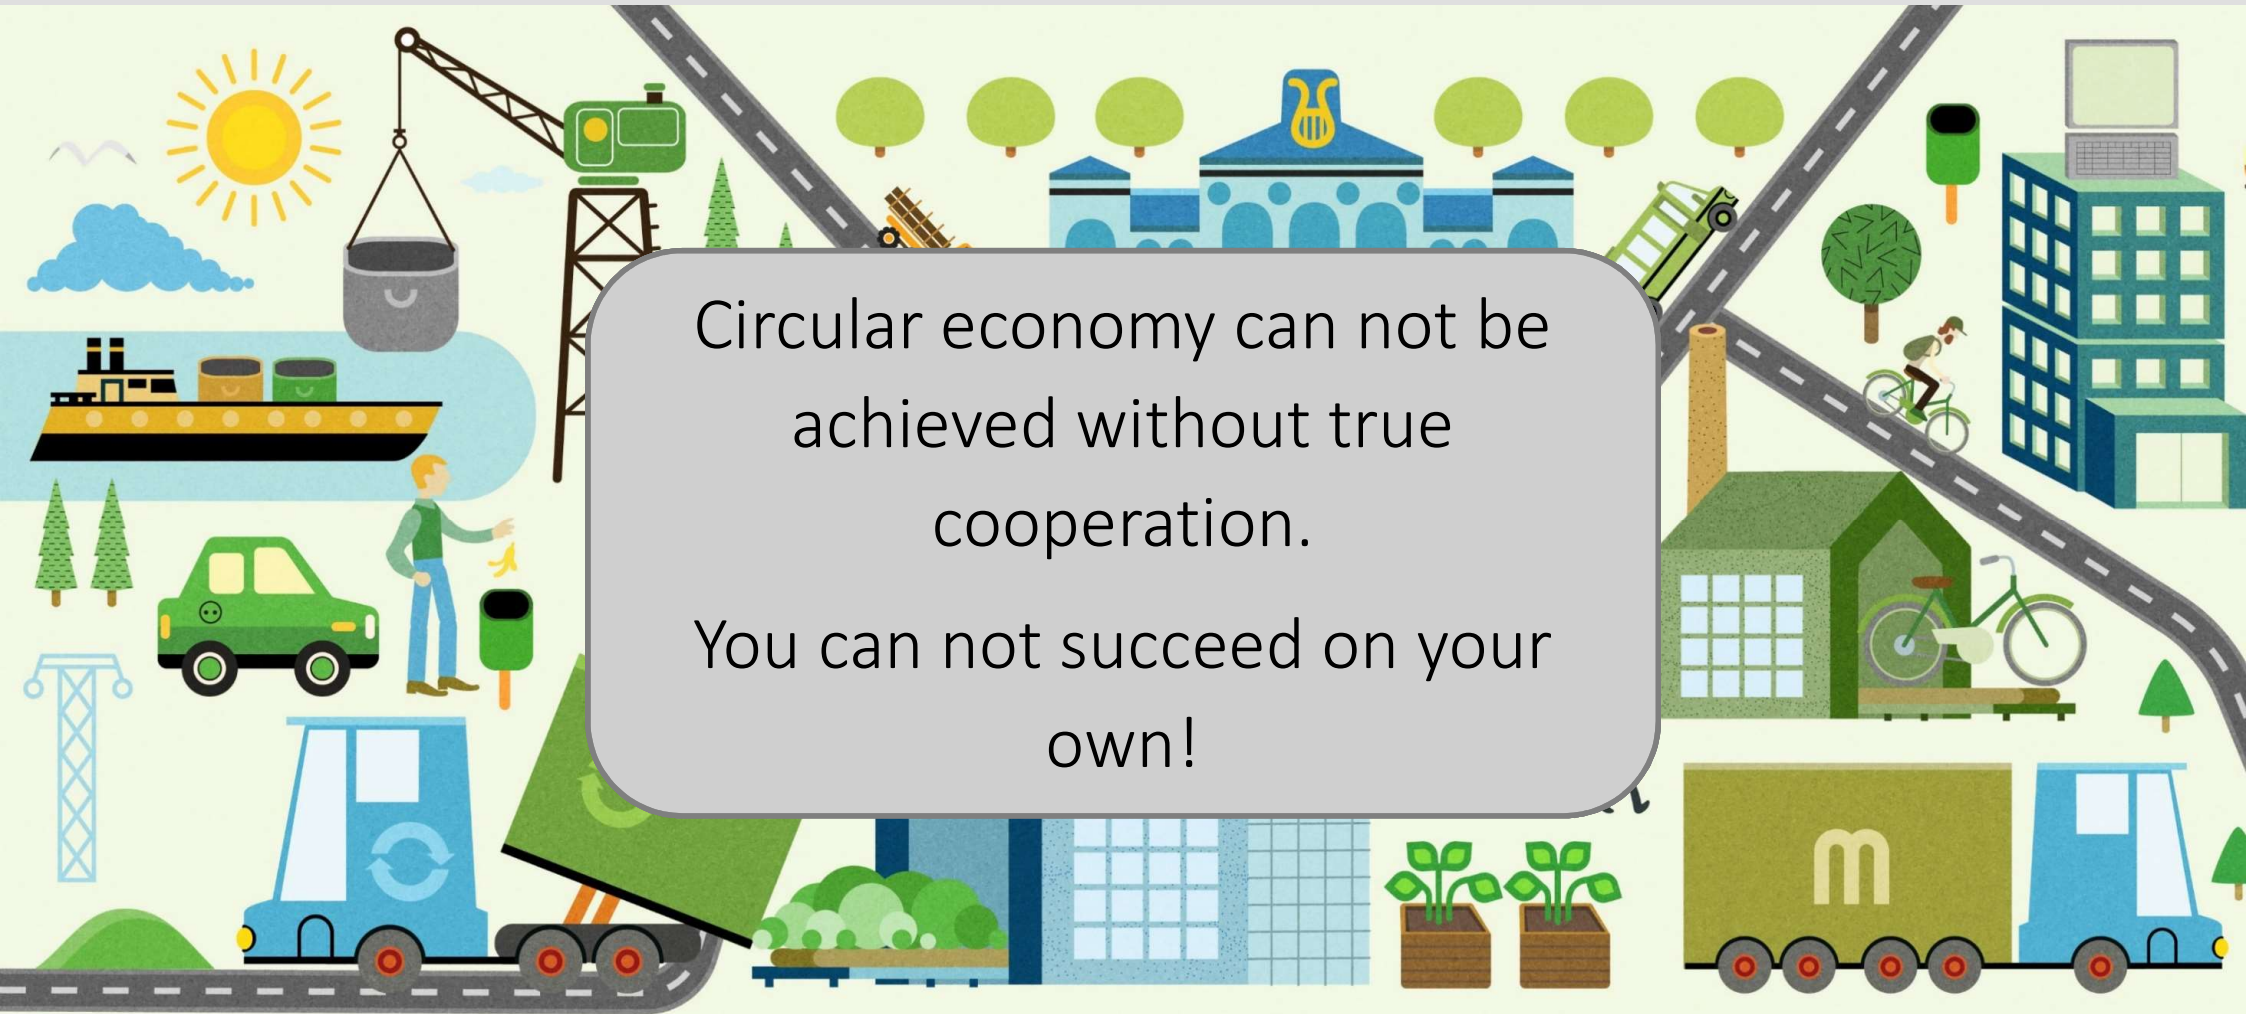 Circular economy can not be
achieved without true
cooperation.
You can not succeed on your
own!
m